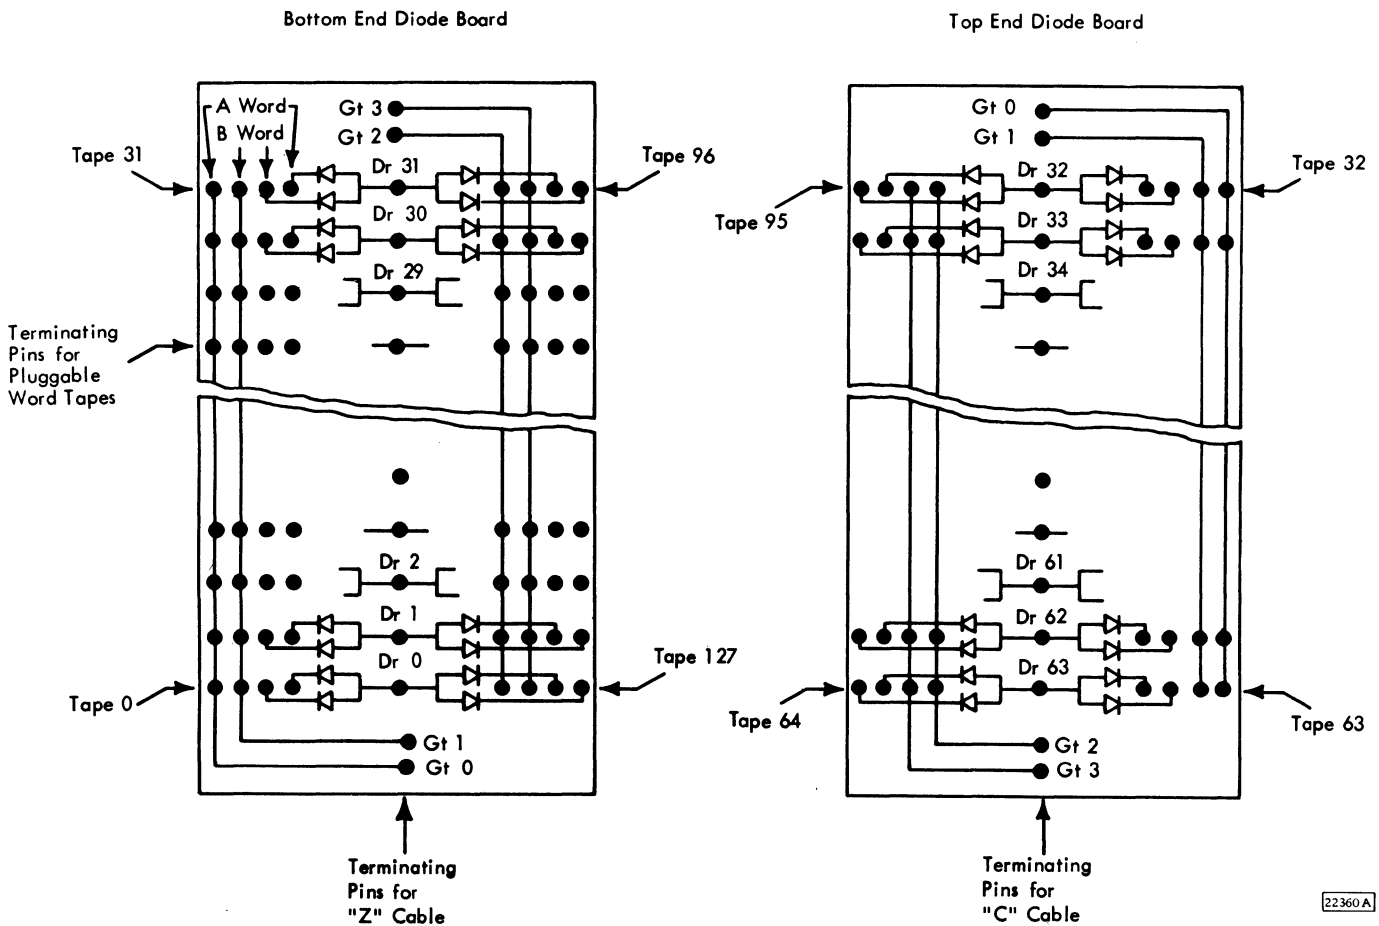 Bottom End Diode Board
Top End Diode Board
A Word
B Word
Gt 3
Gt 2
Tape 31
Dr 31
Tape 96
Dr 30
Dr 29
Terminating
Pins for
Pluggable
Word Tapes
Dr 2
Dr 1
Dr 0
Tape 127
Tape 0
Gt 1
Gt 0
Terminating
Pins for
"Z" Cable
Gt 0
Gt 1
Dr 32
Tape 32
Tape 95
Dr 33
Dr 34
Dr 61
Dr 62
Dr 63
Tape 64
Tape 63
Gt 2
Gt 3
Terminating
Pins for
"C" Cable
22360 A